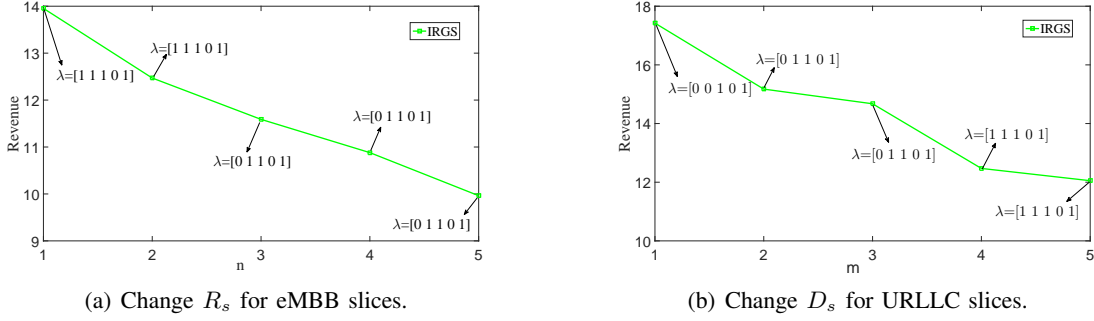 14
13
12
11
10
9
Revenue
1
2
3
4
5
n
IRGS
λ=[1 1 1 0 1]
λ=[1 1 1 0 1]
λ=[0 1 1 0 1]
λ=[0 1 1 0 1]
λ=[0 1 1 0 1]
(a) Change R_s for eMBB slices.
18
16
14
12
10
Revenue
1
2
3
4
5
m
IRGS
λ=[0 0 1 0 1]
λ=[0 1 1 0 1]
λ=[0 1 1 0 1]
λ=[1 1 1 0 1]
λ=[1 1 1 0 1]
(b) Change D_s for URLLC slices.